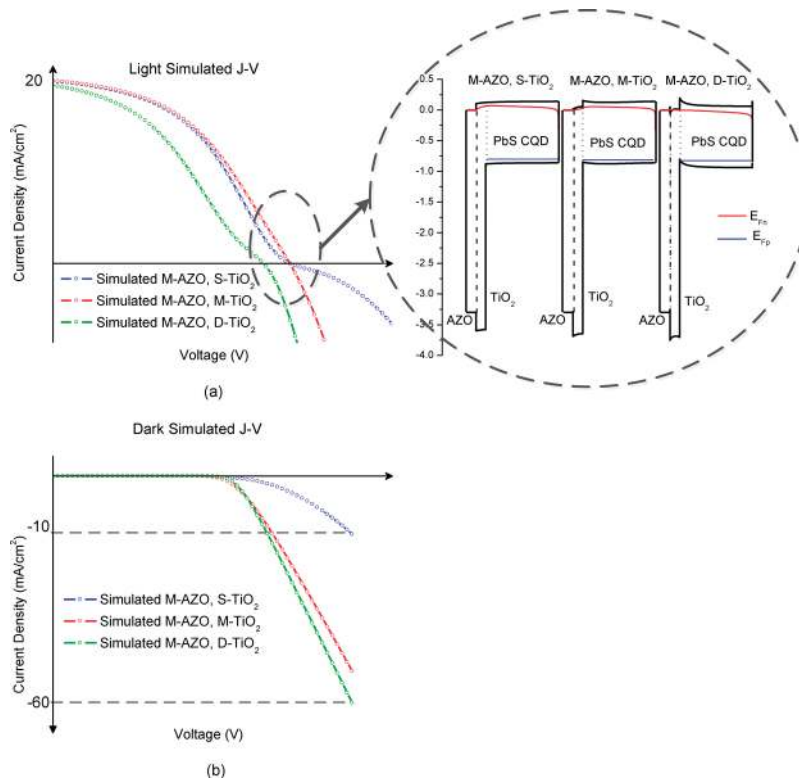 Light Simulated J-V
20
Current Density (mA/cm²)
Simulated M-AZO, S-TiO₂
Simulated M-AZO, M-TiO₂
Simulated M-AZO, D-TiO₂
Voltage (V)
(a)
M-AZO, S-TiO₂
M-AZO, M-TiO₂
M-AZO, D-TiO₂
0.5
0.0
-0.5
-1.0
-1.5
-2.0
-2.5
-3.0
-3.5
-4.0
PbS CQD
PbS CQD
PbS CQD
E_Fn
E_Fp
TiO₂
TiO₂
TiO₂
AZO
AZO
AZO
Dark Simulated J-V
-10
-60
Current Density (mA/cm²)
Simulated M-AZO, S-TiO₂
Simulated M-AZO, M-TiO₂
Simulated M-AZO, D-TiO₂
Voltage (V)
(b)